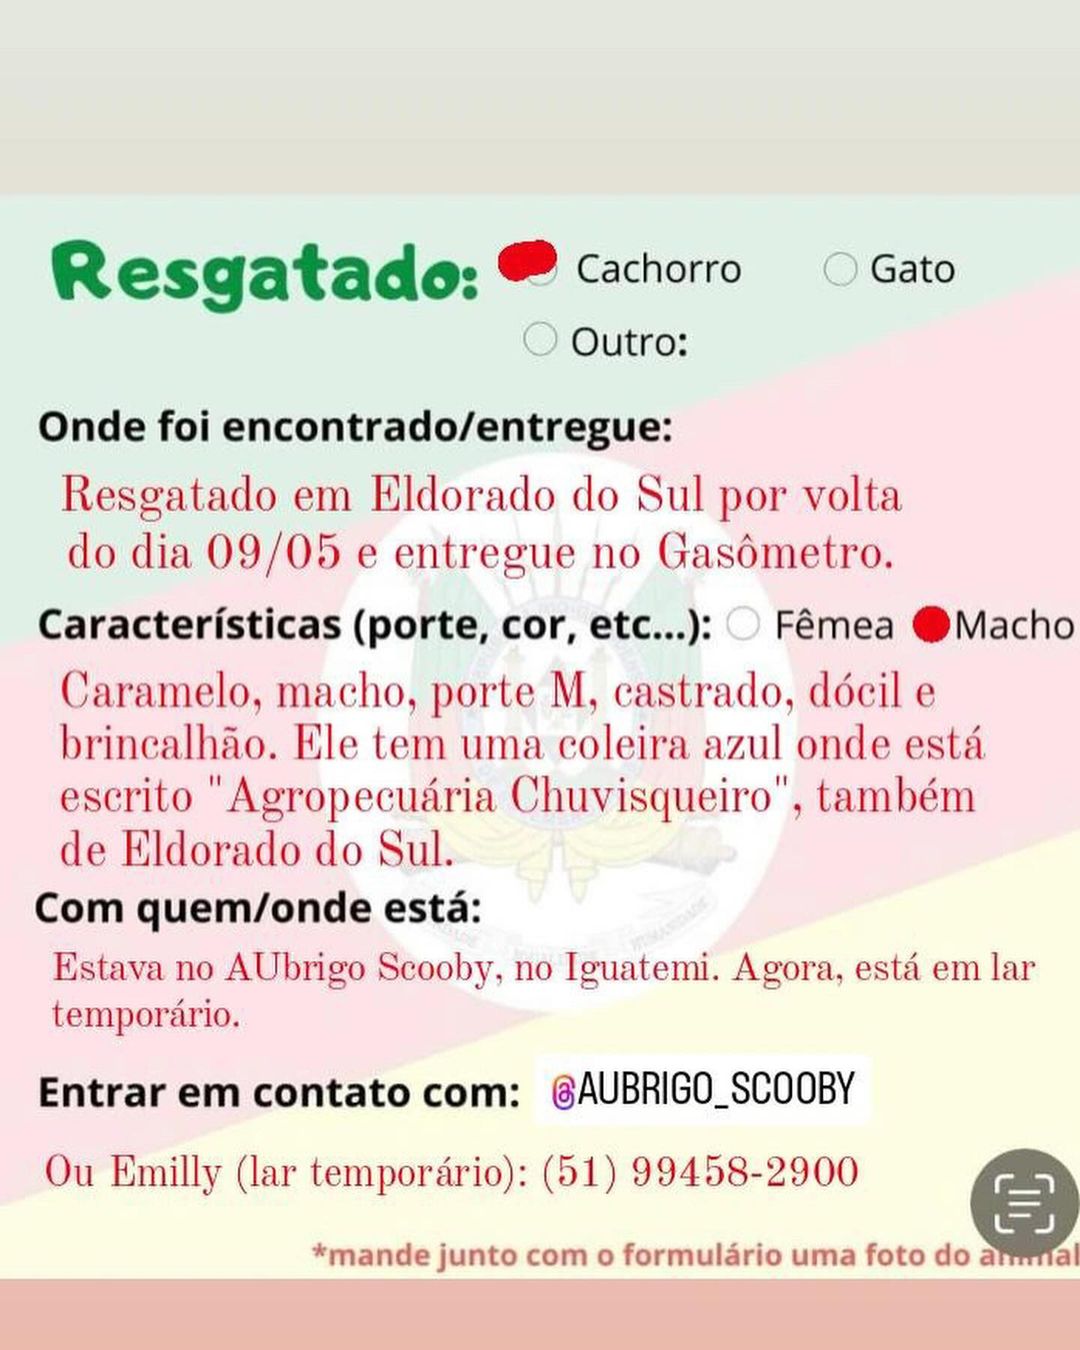 Resgatado: Cachorro Gato
Outro:
Onde foi encontrado/entregue:
Resgatado em Eldorado do Sul por volta
do dia 09/05 e entregue no Gasômetro.
Características (porte, cor, etc...): Fêmea Macho
Caramelo, macho, porte M, castrado, dócil e
brincalhão. Ele tem uma coleira azul onde está
escrito "Agropecuária Chuvisqueiro", também
de Eldorado do Sul.
Com quem/onde está:
Estava no AUbrigo Scooby, no Iguatemi. Agora, está em lar
temporário.
Entrar em contato com: @AUBRIGO_SCOOBY
Ou Emilly (lar temporário): (51) 99458-2900
*mande junto com o formulário uma foto do animal